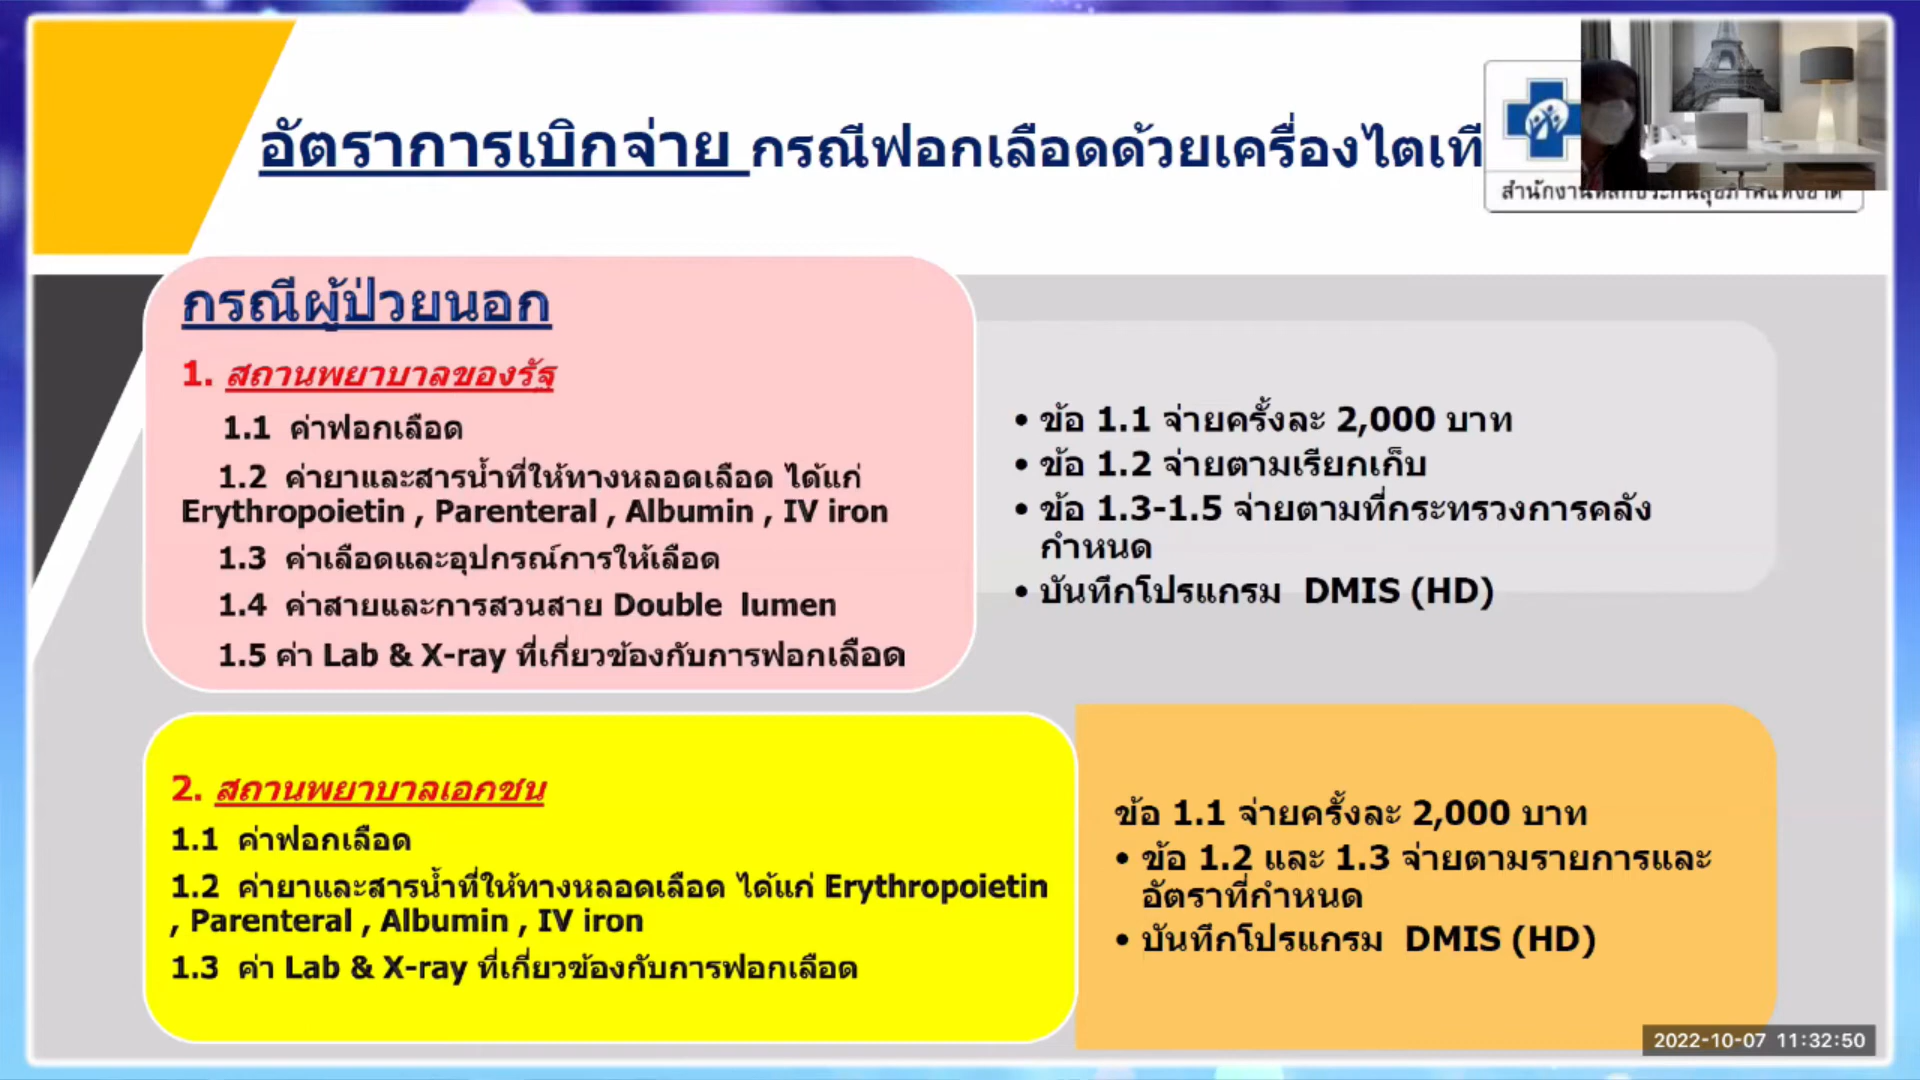 อัตราการเบิกจ่าย กรณีฟอกเลือดด้วยเครื่องไตเที
กรณีผู้ป่วยนอก
1. สถานพยาบาลของรัฐ
1.1 ค่าฟอกเลือด
1.2 ค่ายาและสารน้ำที่ให้ทางหลอดเลือด ได้แก่
Erythropoietin , Parenteral , Albumin , IV iron
1.3 ค่าเลือดและอุปกรณ์การให้เลือด
1.4 ค่าสายและการสวนสาย Double lumen
1.5 ค่า Lab & X-ray ที่เกี่ยวข้องกับการฟอกเลือด
• ข้อ 1.1 จ่ายครั้งละ 2,000 บาท
• ข้อ 1.2 จ่ายตามเรียกเก็บ
• ข้อ 1.3-1.5 จ่ายตามที่กระทรวงการคลัง
กำหนด
• บันทึกโปรแกรม DMIS (HD)
2. สถานพยาบาลเอกชน
1.1 ค่าฟอกเลือด
1.2 ค่ายาและสารน้ำที่ให้ทางหลอดเลือด ได้แก่ Erythropoietin
, Parenteral , Albumin , IV iron
1.3 ค่า Lab & X-ray ที่เกี่ยวข้องกับการฟอกเลือด
ข้อ 1.1 จ่ายครั้งละ 2,000 บาท
• ข้อ 1.2 และ 1.3 จ่ายตามรายการและ
อัตราที่กำหนด
• บันทึกโปรแกรม DMIS (HD)
2022-10-07 11:32:50